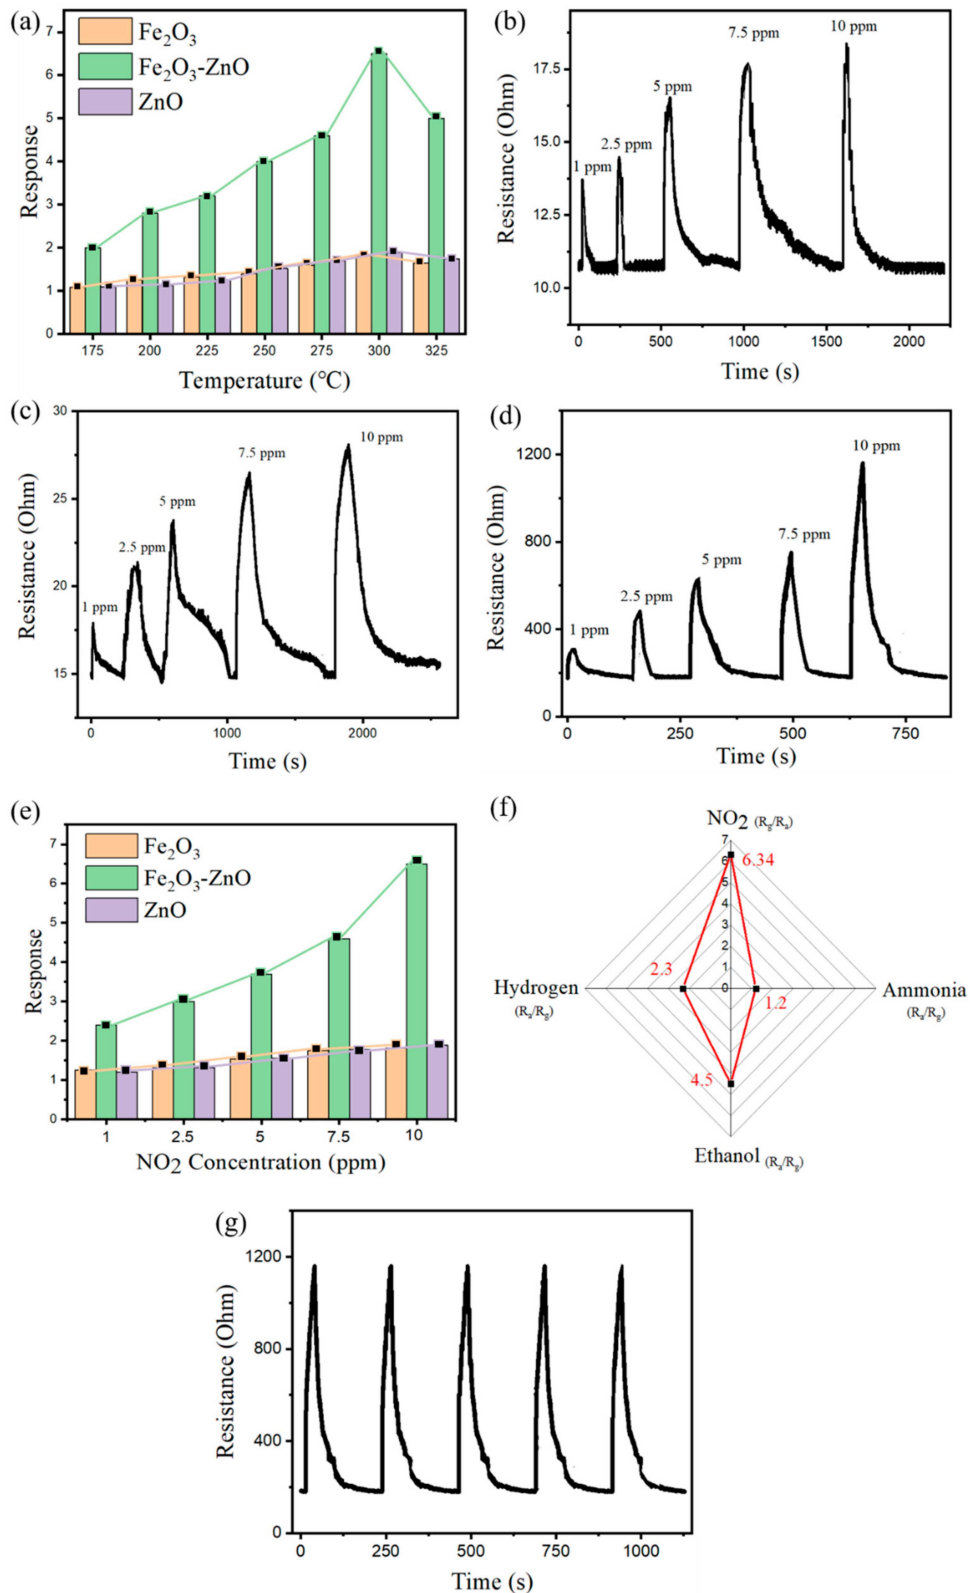 (a)
Fe₂O₃
Fe₂O₃-ZnO
ZnO
Response
7
6
5
4
3
2
1
0
175 200 225 250 275 300 325
Temperature (℃)
(b)
1 ppm
2.5 ppm
5 ppm
7.5 ppm
10 ppm
Resistance (Ohm)
17.5
15.0
12.5
10.0
0 500 1000 1500 2000
Time (s)
(c)
1 ppm
2.5 ppm
5 ppm
7.5 ppm
10 ppm
Resistance (Ohm)
30
25
20
15
0 1000 2000
Time (s)
(d)
1 ppm
2.5 ppm
5 ppm
7.5 ppm
10 ppm
Resistance (Ohm)
1200
800
400
0
0 250 500 750
Time (s)
(e)
Fe₂O₃
Fe₂O₃-ZnO
ZnO
Response
7
6
5
4
3
2
1
0
1 2.5 5 7.5 10
NO₂ Concentration (ppm)
(f)
NO₂ (Rg/Ra)
7
6.34
5
4
3
2
1
0
2.3
1.2
4.5
Hydrogen
(Ra/Rg)
Ammonia
(Ra/Rg)
Ethanol (Ra/Rg)
(g)
Resistance (Ohm)
1200
800
400
0
0 250 500 750 1000
Time (s)